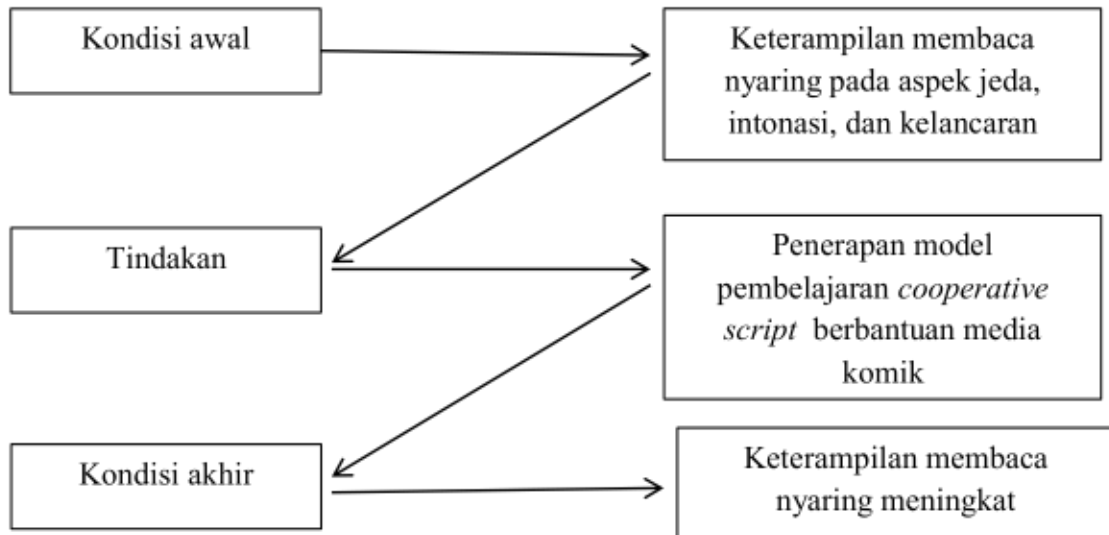 Kondisi awal
Keterampilan membaca
nyaring pada aspek jeda,
intonasi, dan kelancaran
Tindakan
Penerapan model
pembelajaran cooperative
script berbantuan media
komik
Kondisi akhir
Keterampilan membaca
nyaring meningkat